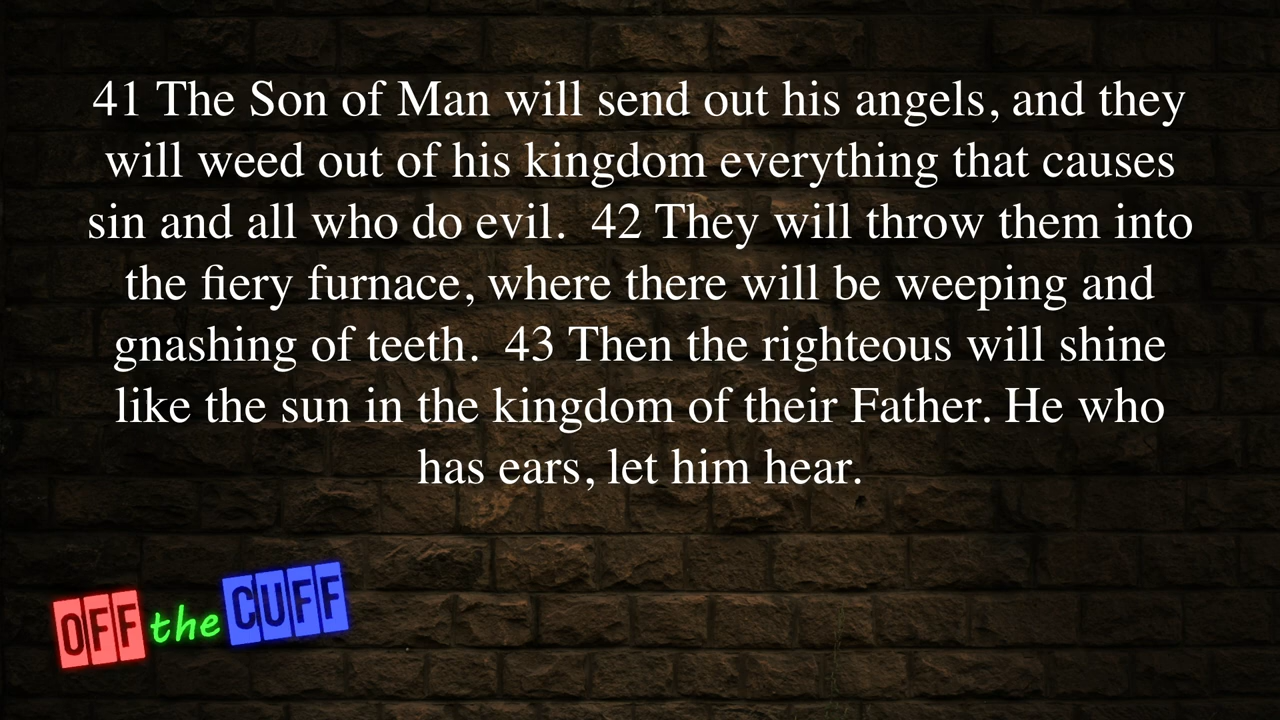 41 The Son of Man will send out his angels, and they
will weed out of his kingdom everything that causes
sin and all who do evil.  42 They will throw them into
the fiery furnace, where there will be weeping and
gnashing of teeth.  43 Then the righteous will shine
like the sun in the kingdom of their Father. He who
has ears, let him hear.
OFF the CUFF